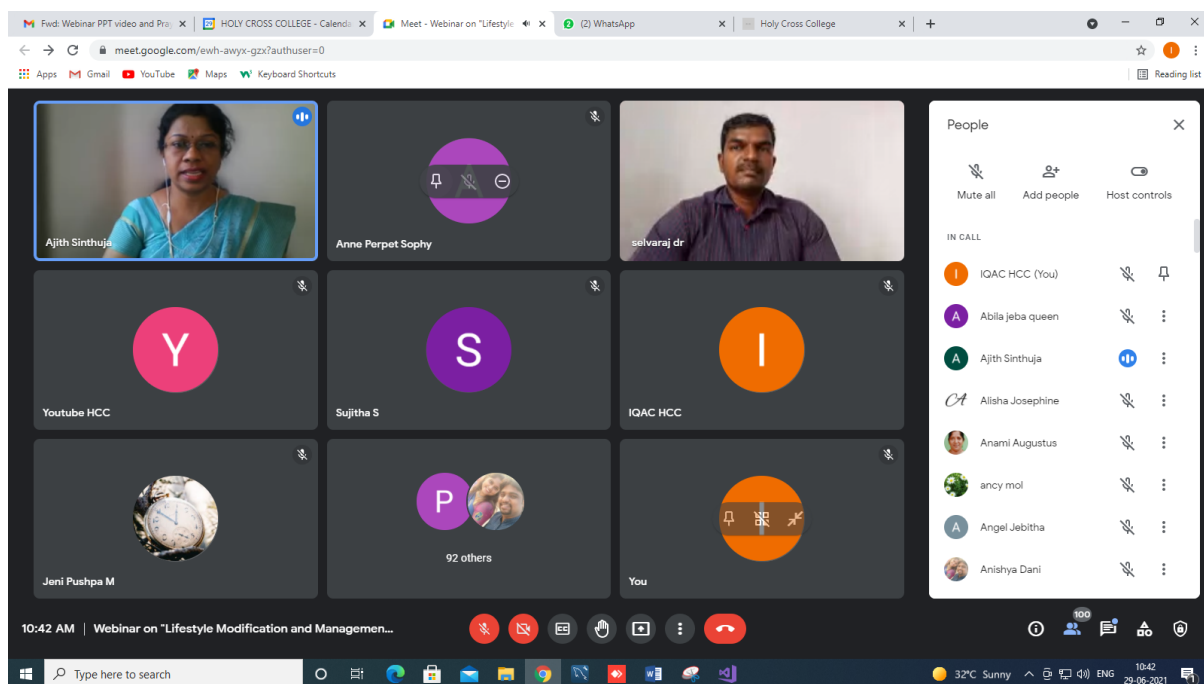 Fwd: Webinar PPT video and Pray
HOLY CROSS COLLEGE - Calenda
Meet - Webinar on "Lifestyle
(2) WhatsApp
Holy Cross College
meet.google.com/ewh-awyx-gzx?authuser=0
Apps Gmail YouTube Maps Keyboard Shortcuts
Reading list
Ajith Sinthuja
Anne Perpet Sophy
selvaraj dr
Y
Youtube HCC
S
Sujitha S
I
IQAC HCC
Jeni Pushpa M
P
92 others
You
People
Mute all
Add people
Host controls
IN CALL
I IQAC HCC (You)
A Abila jeba queen
A Ajith Sinthuja
CA Alisha Josephine
Anami Augustus
ancy mol
A Angel Jebitha
Anishya Dani
10:42 AM | Webinar on "Lifestyle Modification and Managemen...
100
Type here to search
32°C Sunny
ENG
10:42
29-06-2021